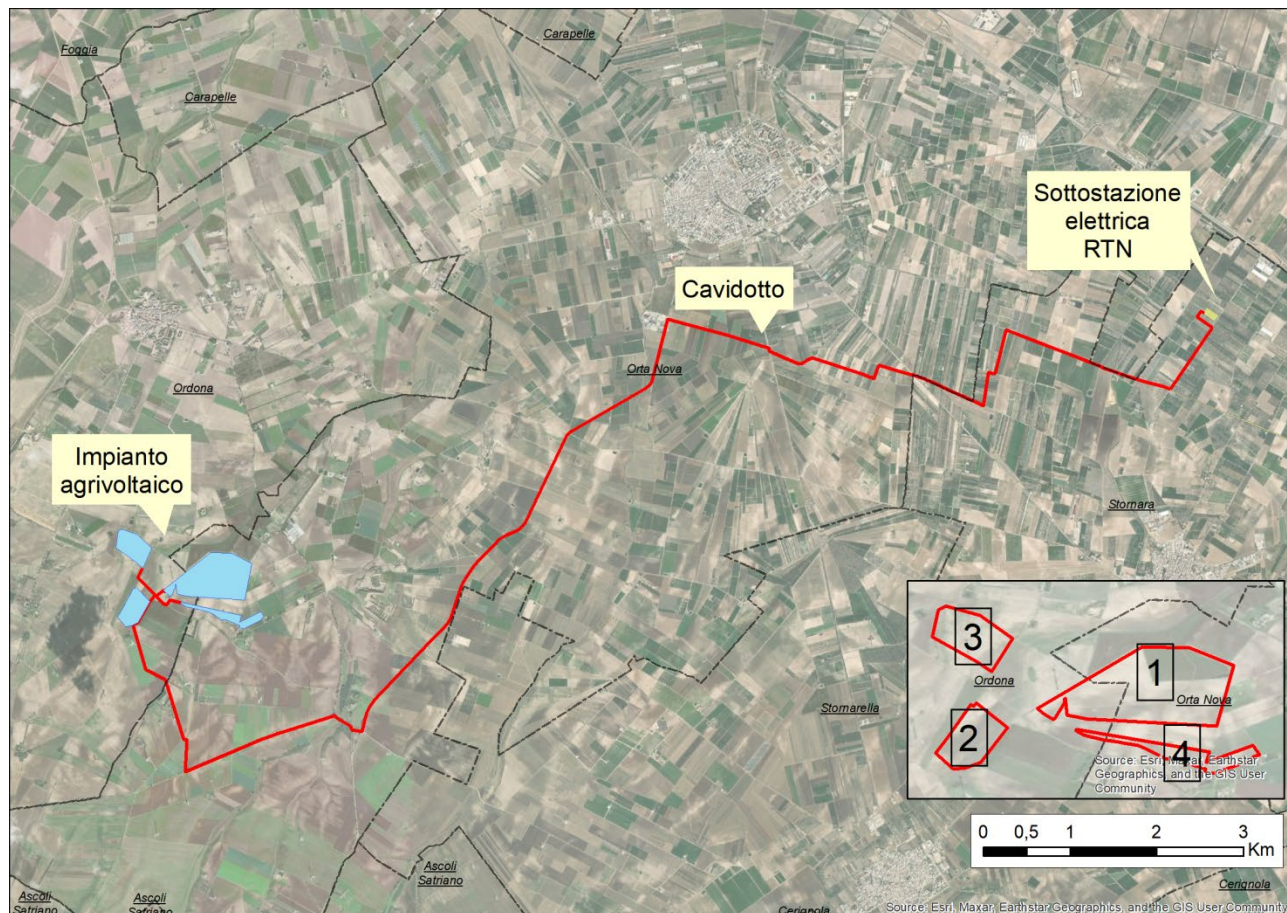 Foggia
Carapelle
Carapelle
Sottostazione
elettrica
RTN
Cavidotto
Orta Nova
Ordona
Impianto
agrivoltaico
Stornara
3
1
Ordona
Orta Nova
2
4
Source: Esri, Maxar, Earthstar
Geographics, and the GIS User
Community
Stornarella
0 0,5 1 2 3
Km
Ascoli
Satriano
Ascoli
Satriano
Ascoli
Satriano
Cerignola
Cerignola
Source: Esri, Maxar, Earthstar Geographics, and the GIS User Community